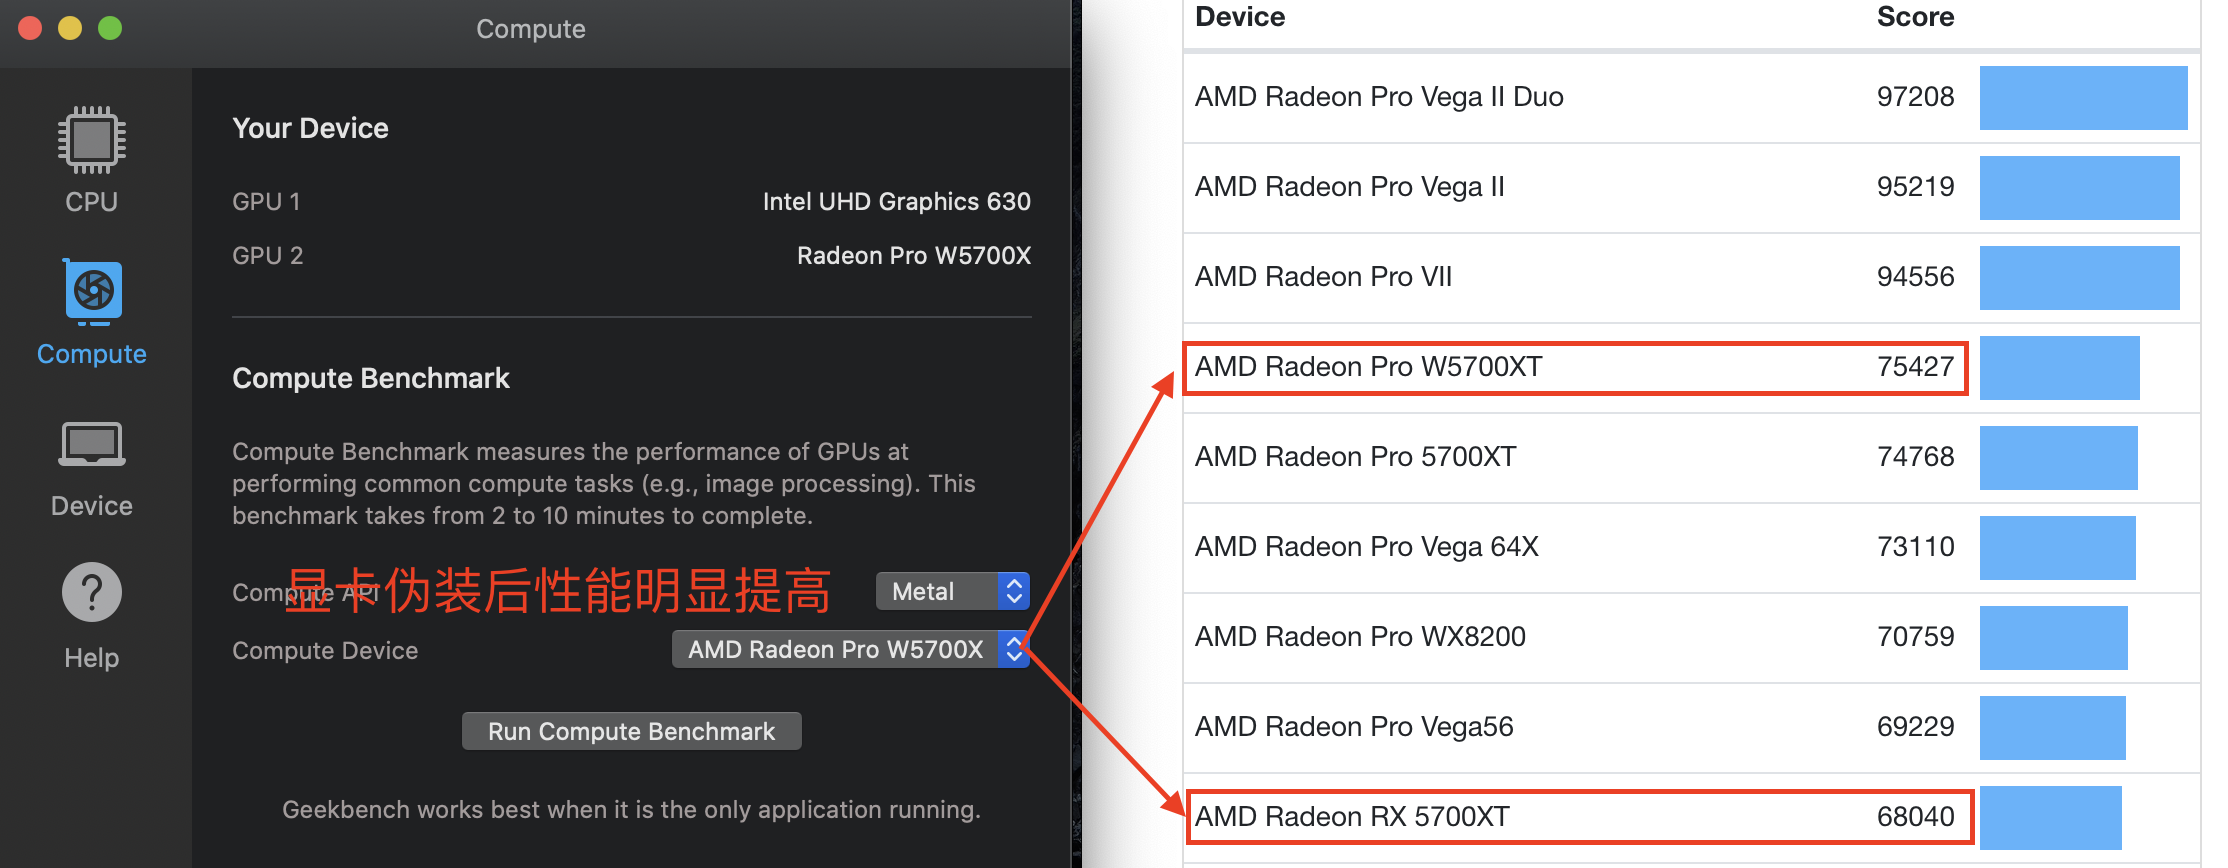 Compute
CPU
Compute
Device
Help
Your Device
GPU 1 Intel UHD Graphics 630
GPU 2 Radeon Pro W5700X
Compute Benchmark
Compute Benchmark measures the performance of GPUs at
performing common compute tasks (e.g., image processing). This
benchmark takes from 2 to 10 minutes to complete.
显卡伪装后性能明显提高
Compute API Metal
Compute Device AMD Radeon Pro W5700X
Run Compute Benchmark
Geekbench works best when it is the only application running.
Device Score
AMD Radeon Pro Vega II Duo 97208
AMD Radeon Pro Vega II 95219
AMD Radeon Pro VII 94556
AMD Radeon Pro W5700XT 75427
AMD Radeon Pro 5700XT 74768
AMD Radeon Pro Vega 64X 73110
AMD Radeon Pro WX8200 70759
AMD Radeon Pro Vega56 69229
AMD Radeon RX 5700XT 68040